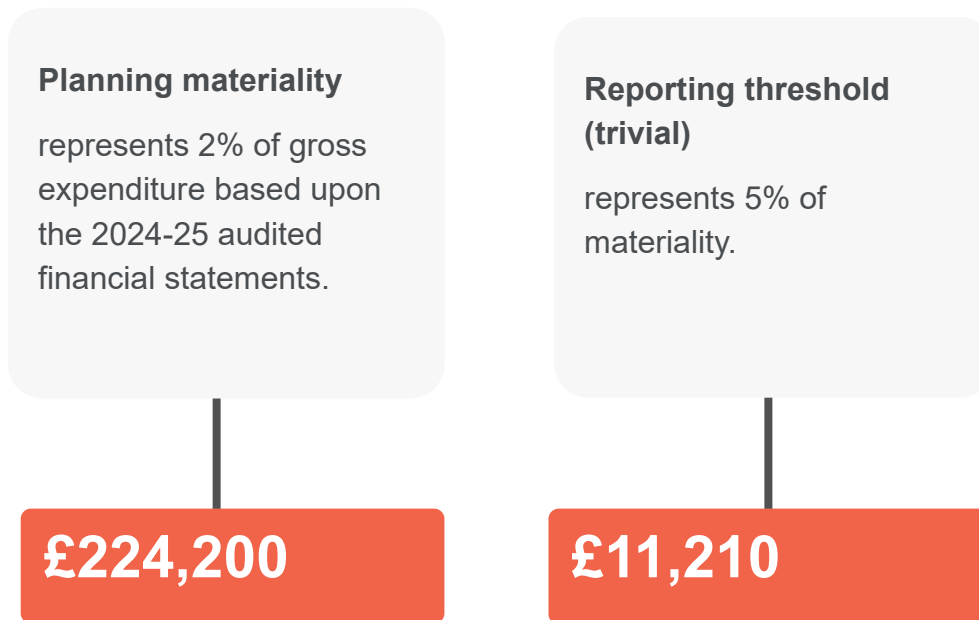 Planning materiality
represents 2% of gross
expenditure based upon
the 2024-25 audited
financial statements.
£224,200
Reporting threshold
(trivial)
represents 5% of
materiality.
£11,210